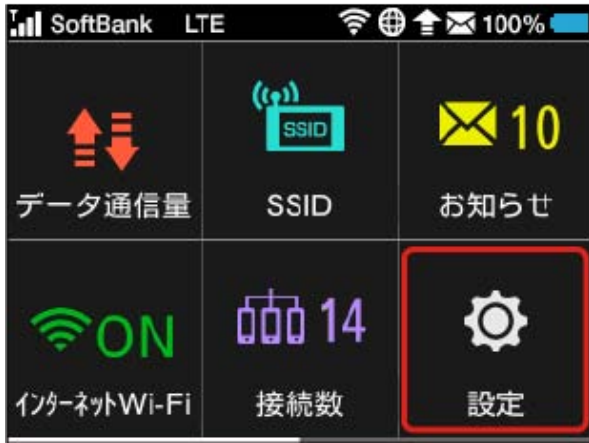 SoftBank LTE 100%
SSID
10
データ通信量
SSID
お知らせ
ON
14
インターネットWi-Fi
接続数
設定